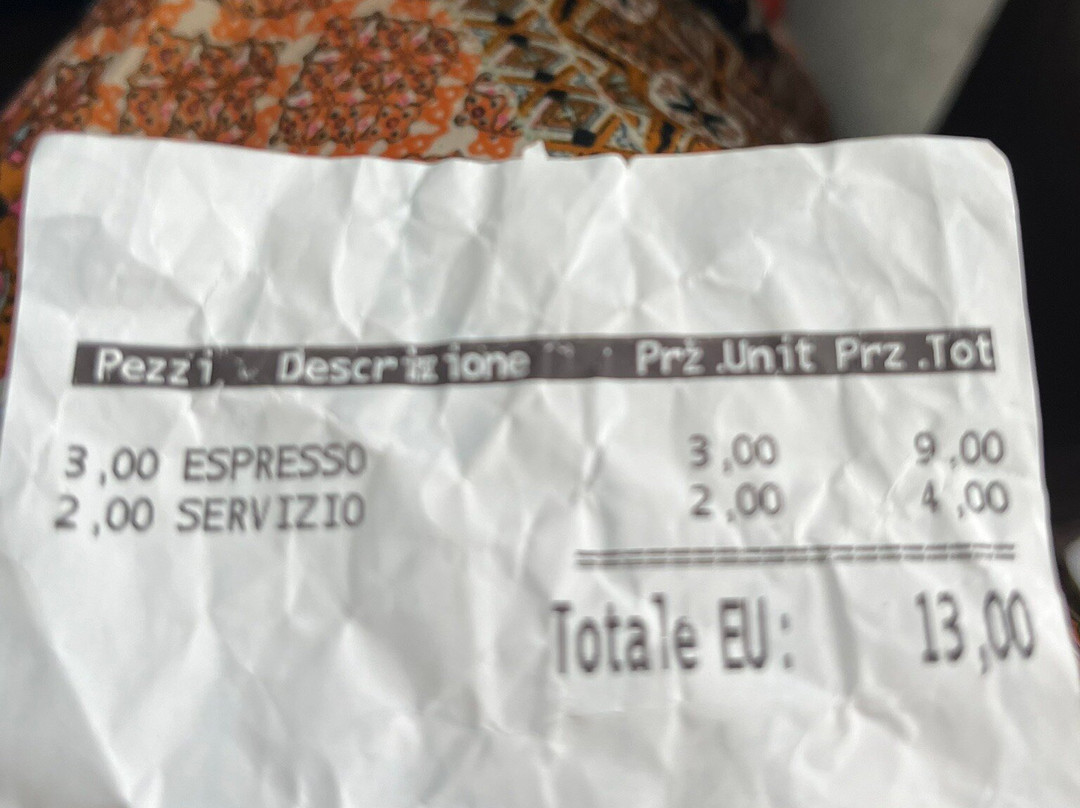 Pezzi Descrizione Prz.Unit Prz.Tot
3,00 ESPRESSO 3,00 9,00
2,00 SERVIZIO 2,00 4,00
Totale EU: 13,00